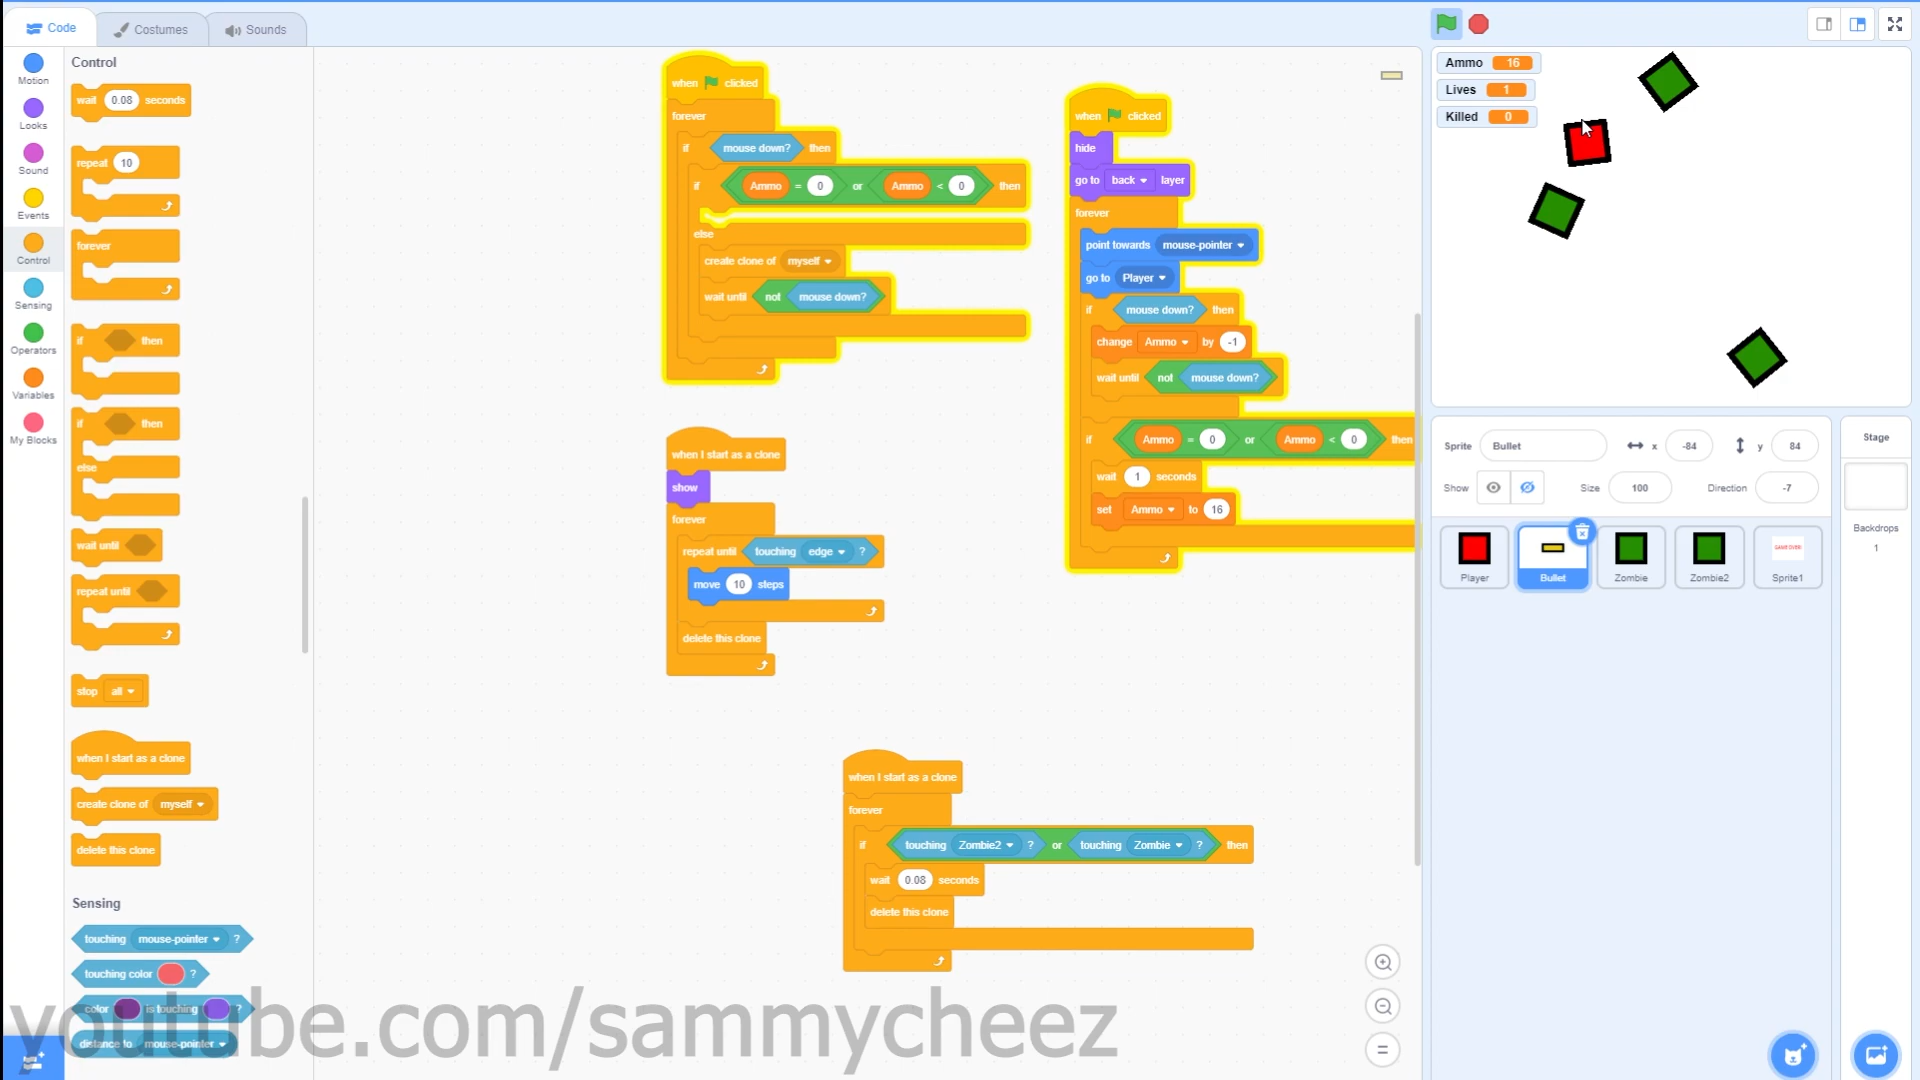 Code
Costumes
Sounds
Motion
Looks
Sound
Events
Control
Sensing
Operators
Variables
My Blocks
Control
wait 0.08 seconds
repeat 10
forever
if then
if then
else
wait until
repeat until
stop all
when I start as a clone
create clone of myself
delete this clone
Sensing
touching mouse-pointer ?
touching color ?
color is touching ?
distance to mouse-pointer
when clicked
forever
if mouse down? then
if Ammo = 0 or Ammo < 0 then
else
create clone of myself
wait until not mouse down?
when I start as a clone
show
forever
repeat until touching edge ?
move 10 steps
delete this clone
when clicked
hide
go to back layer
forever
point towards mouse-pointer
go to Player
if mouse down? then
change Ammo by -1
wait until not mouse down?
if Ammo = 0 or Ammo < 0 then
wait 1 seconds
set Ammo to 16
when I start as a clone
forever
if touching Zombie2 ? or touching Zombie ? then
wait 0.08 seconds
delete this clone
youtube.com/sammycheez
Ammo 16
Lives 1
Killed 0
Sprite Bullet x -84 y 84
Show Size 100 Direction -7
Player
Bullet
Zombie
Zombie2
GAME OVER!
Sprite1
Stage
Backdrops
1